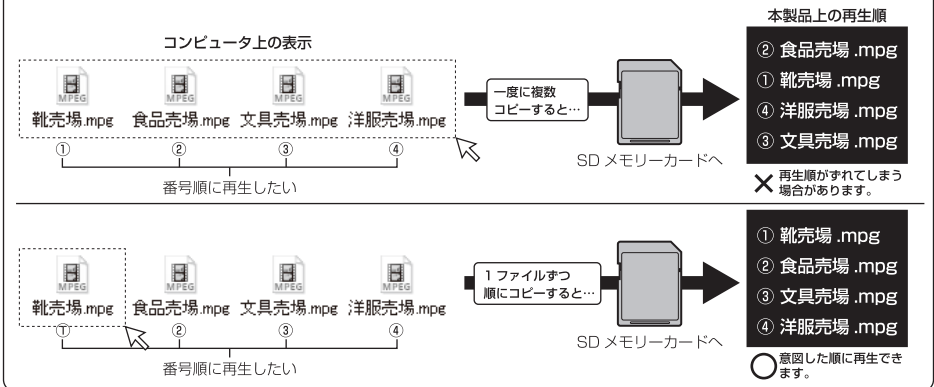 本製品上の再生順
コンピュータ上の表示
MPEG MPEG MPEG MPEG
靴売場.mpg 食品売場.mpg 文具売場.mpg 洋服売場.mpg
① ② ③ ④
番号順に再生したい
一度に複数
コピーすると…
SD メモリーカードへ
② 食品売場 .mpg
① 靴売場 .mpg
④ 洋服売場 .mpg
③ 文具売場 .mpg
再生順がずれてしまう
場合があります。
MPEG MPEG MPEG MPEG
靴売場.mpg 食品売場.mpg 文具売場.mpg 洋服売場.mpg
① ② ③ ④
番号順に再生したい
1 ファイルずつ
順にコピーすると…
SD メモリーカードへ
① 靴売場 .mpg
② 食品売場 .mpg
③ 文具売場 .mpg
④ 洋服売場 .mpg
意図した順に再生でき
ます。